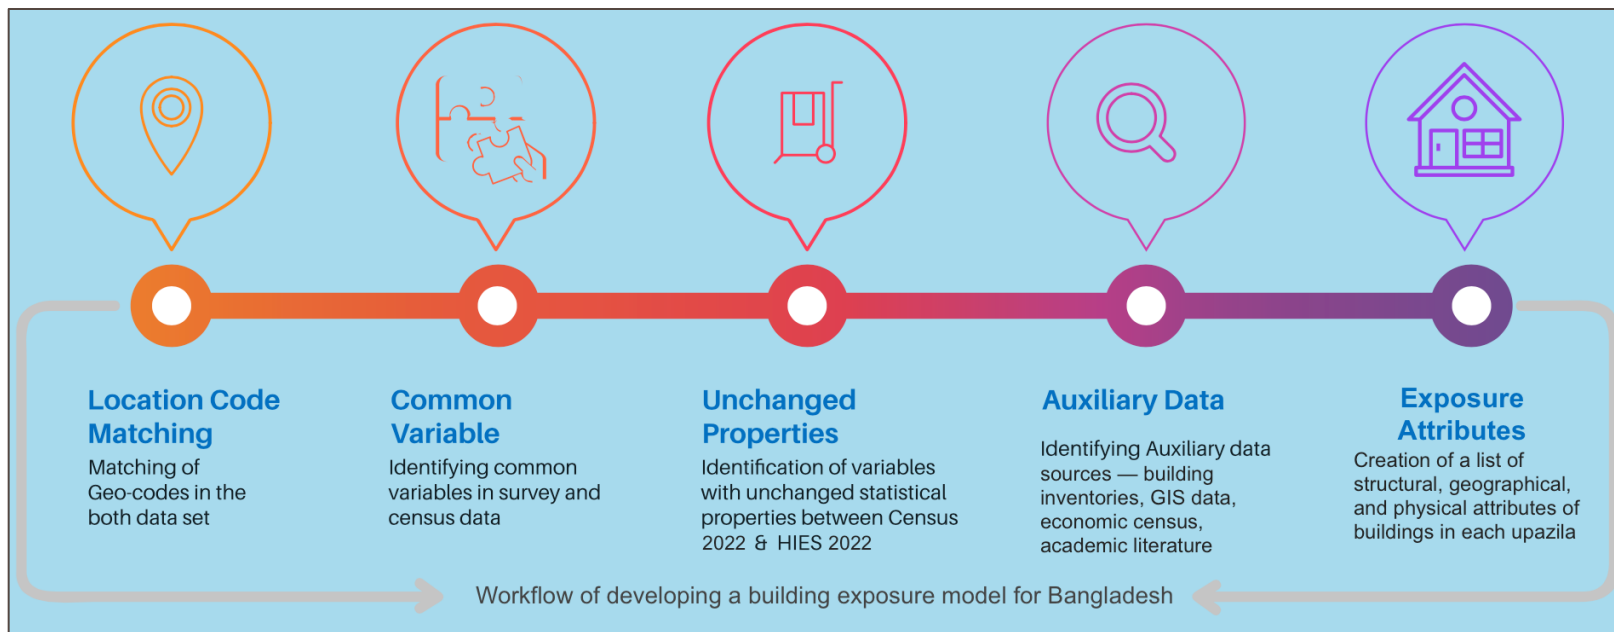 Location Code
Matching
Matching of
Geo-codes in the
both data set
Common
Variable
Identifying common
variables in survey and
census data
Unchanged
Properties
Identification of variables
with unchanged statistical
properties between Census
2022 & HIES 2022
Auxiliary Data
Identifying Auxiliary data
sources — building
inventories, GIS data,
economic census,
academic literature
Exposure
Attributes
Creation of a list of
structural, geographical,
and physical attributes of
buildings in each upazila
Workflow of developing a building exposure model for Bangladesh